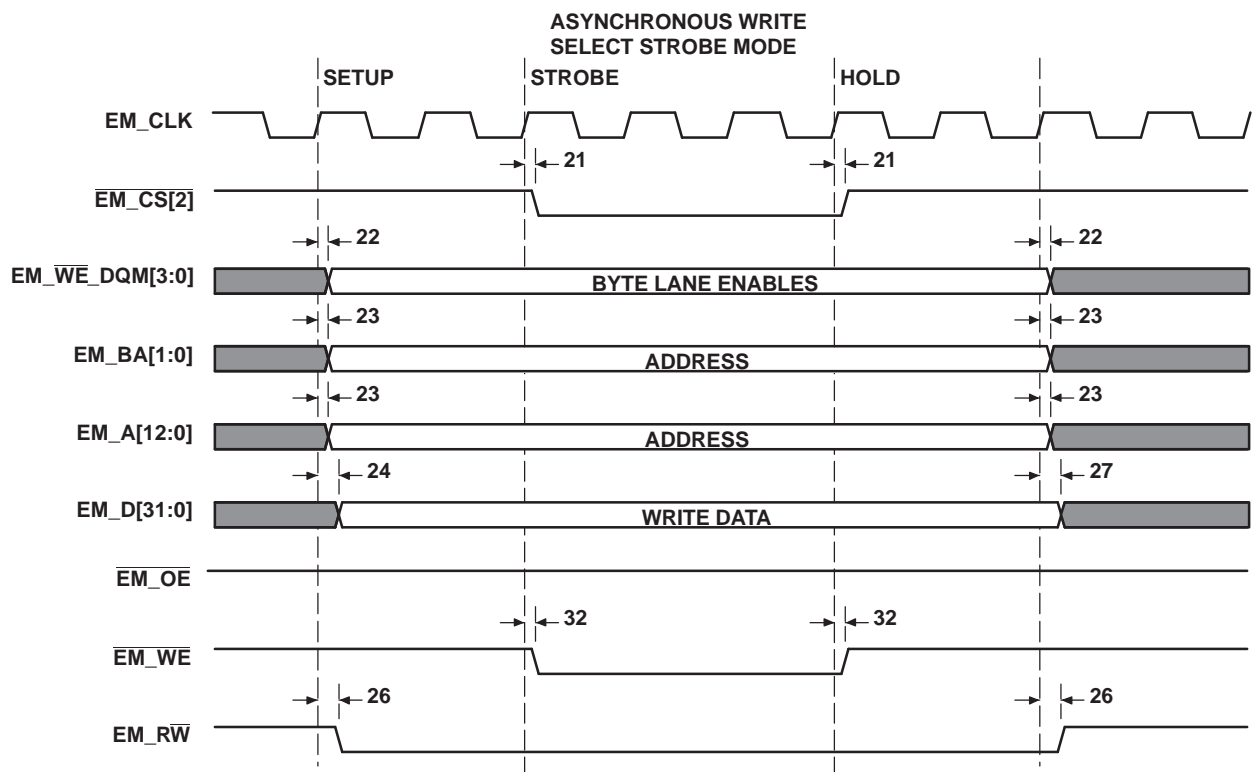 ASYNCHRONOUS WRITE
SELECT STROBE MODE
SETUP STROBE HOLD
EM_CLK
21 21
EM_CS[2]
22 22
EM_WE_DQM[3:0] BYTE LANE ENABLES
23 23
EM_BA[1:0] ADDRESS
23 23
EM_A[12:0] ADDRESS
24 27
EM_D[31:0] WRITE DATA
EM_OE
32 32
EM_WE
26 26
EM_RW